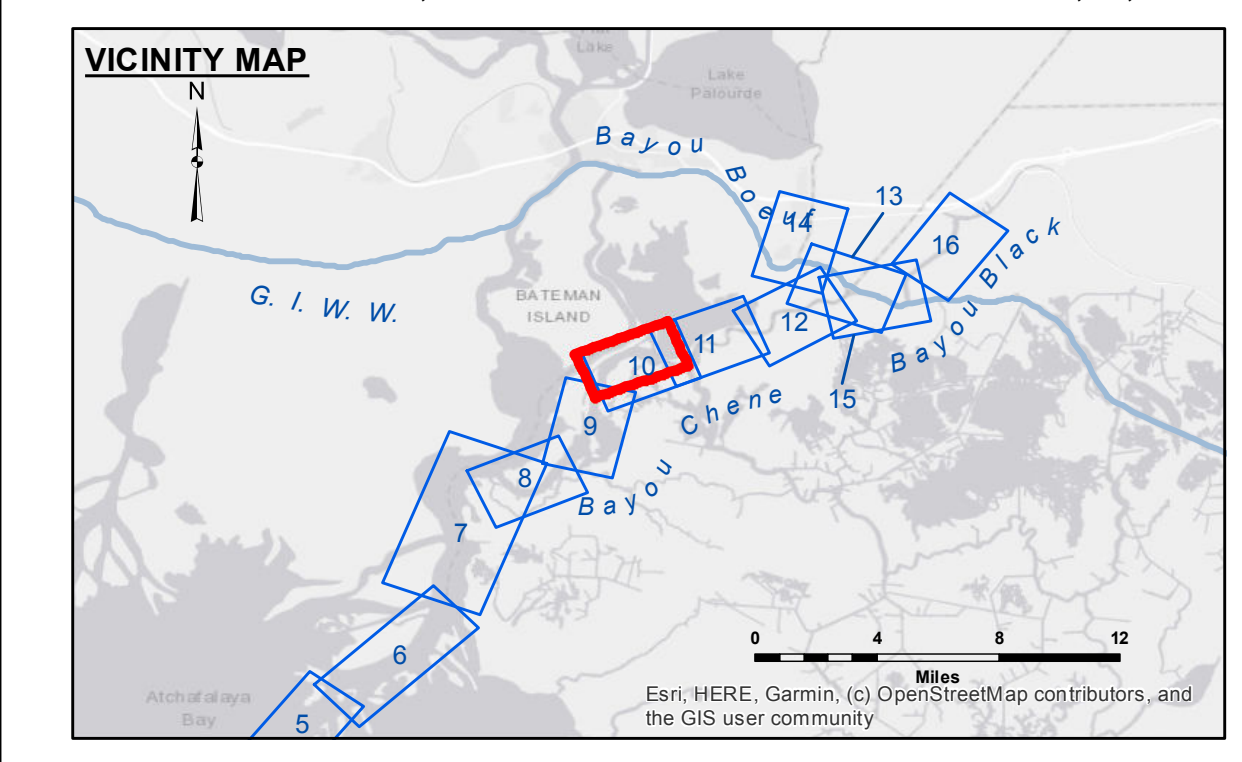 VICINITY MAP
N
Lake
Lake
Palourde
Bayou
Boeuf
13
14
16
Bayou Black
G. I. W. W.
BATEMAN
ISLAND
12
11
10
15
Chene
9
Bayou
8
7
0 4 8 12
Miles
6
Atchafalaya
Bay
5
Esri, HERE, Garmin, (c) OpenStreetMap contributors, and
the GIS user community